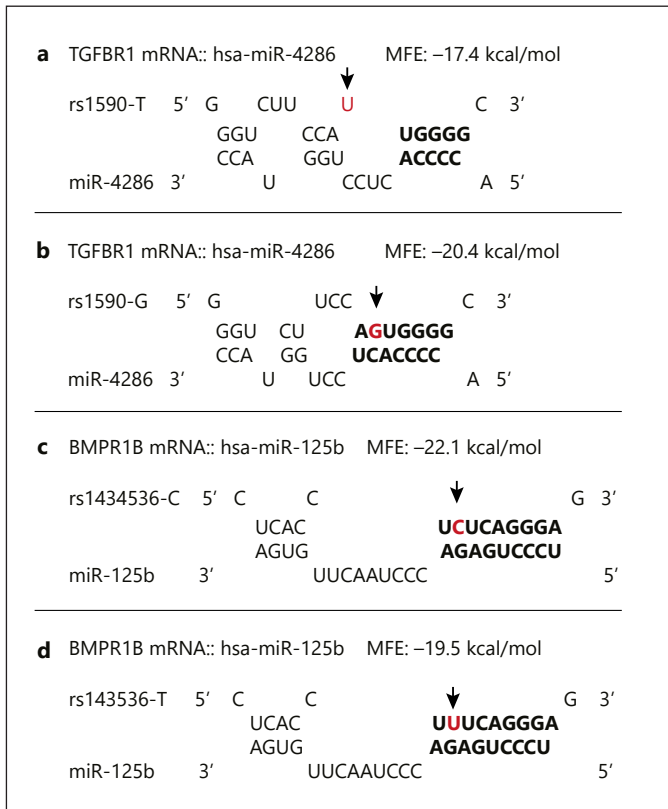 a TGFBR1 mRNA:: hsa-miR-4286 MFE: –17.4 kcal/mol
rs1590-T 5′ G CUU U C 3′
GGU CCA UGGGG
CCA GGU ACCCC
miR-4286 3′ U CCUC A 5′
b TGFBR1 mRNA:: hsa-miR-4286 MFE: –20.4 kcal/mol
rs1590-G 5′ G UCC C 3′
GGU CU AGUGGGG
CCA GG UCACCCC
miR-4286 3′ U UCC A 5′
c BMPR1B mRNA:: hsa-miR-125b MFE: –22.1 kcal/mol
rs1434536-C 5′ C C G 3′
UCAC UCUCAGGGA
AGUG AGAGUCCCU
miR-125b 3′ UUCAAUCCC 5′
d BMPR1B mRNA:: hsa-miR-125b MFE: –19.5 kcal/mol
rs143536-T 5′ C C G 3′
UCAC UUUCAGGGA
AGUG AGAGUCCCU
miR-125b 3′ UUCAAUCCC 5′